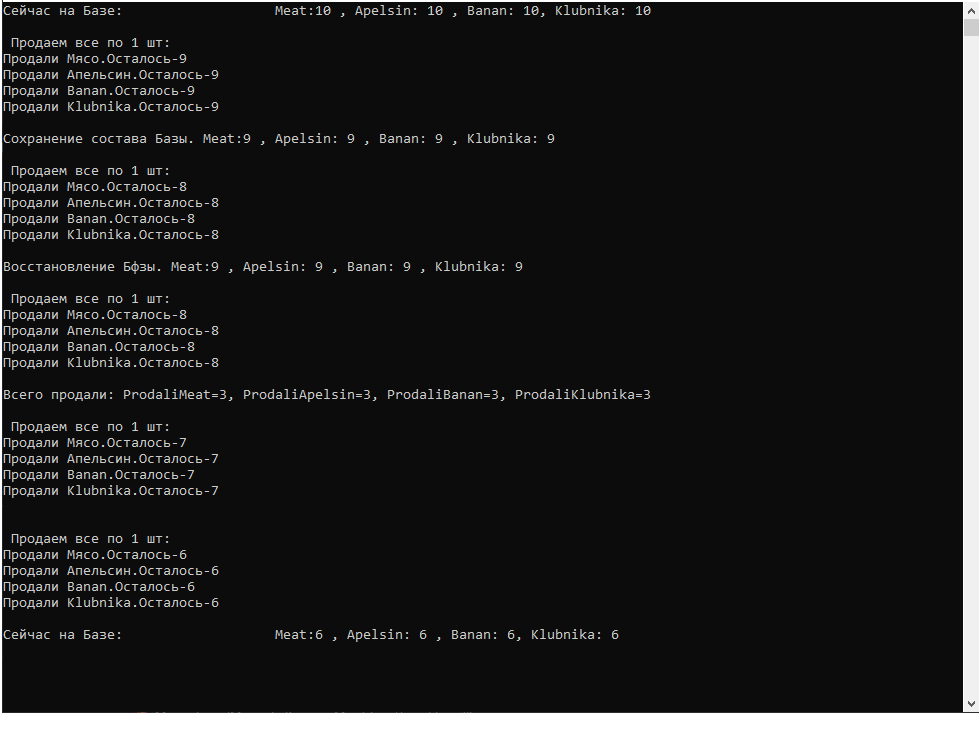 Сейчас на Базе: Meat:10 , Apelsin: 10 , Banan: 10, Klubnika: 10
Продаем все по 1 шт:
Продали Мясо.Осталось-9
Продали Апельсин.Осталось-9
Продали Banan.Осталось-9
Продали Klubnika.Осталось-9
Сохранение состава Базы. Meat:9 , Apelsin: 9 , Banan: 9 , Klubnika: 9
Продаем все по 1 шт:
Продали Мясо.Осталось-8
Продали Апельсин.Осталось-8
Продали Banan.Осталось-8
Продали Klubnika.Осталось-8
Восстановление Бфзы. Meat:9 , Apelsin: 9 , Banan: 9 , Klubnika: 9
Продаем все по 1 шт:
Продали Мясо.Осталось-8
Продали Апельсин.Осталось-8
Продали Banan.Осталось-8
Продали Klubnika.Осталось-8
Всего продали: ProdaliMeat=3, ProdaliApelsin=3, ProdaliBanan=3, ProdaliKlubnika=3
Продаем все по 1 шт:
Продали Мясо.Осталось-7
Продали Апельсин.Осталось-7
Продали Banan.Осталось-7
Продали Klubnika.Осталось-7
Продаем все по 1 шт:
Продали Мясо.Осталось-6
Продали Апельсин.Осталось-6
Продали Banan.Осталось-6
Продали Klubnika.Осталось-6
Сейчас на Базе: Meat:6 , Apelsin: 6 , Banan: 6, Klubnika: 6